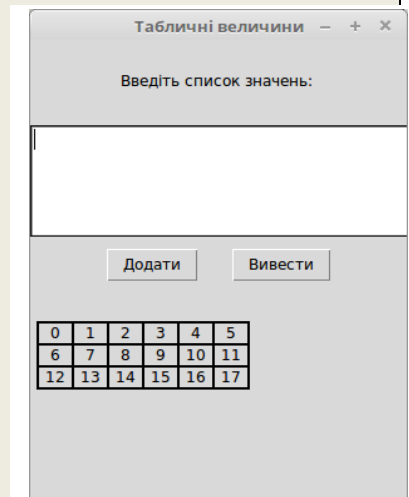 Табличні величини
Введіть список значень:
Додати Вивести
0 1 2 3 4 5
6 7 8 9 10 11
12 13 14 15 16 17